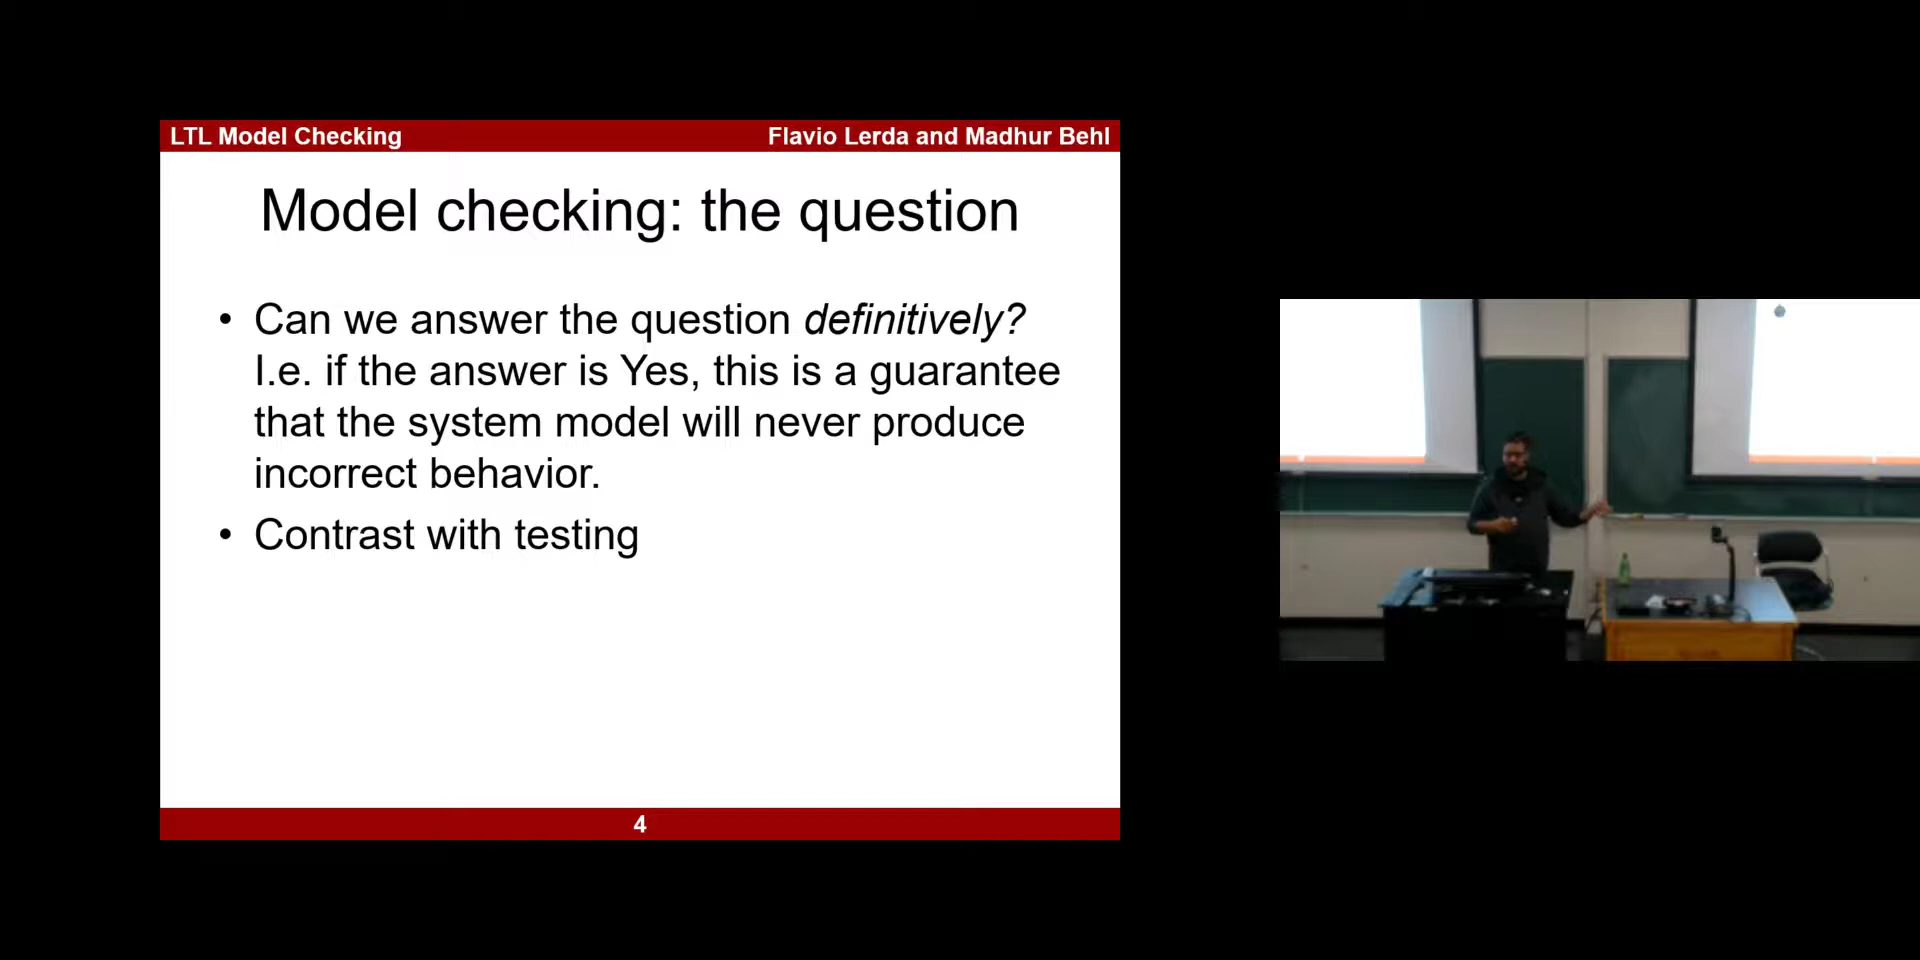 LTL Model Checking
Flavio Lerda and Madhur Behl
Model checking: the question
• Can we answer the question definitively?
I.e. if the answer is Yes, this is a guarantee
that the system model will never produce
incorrect behavior.
• Contrast with testing
4